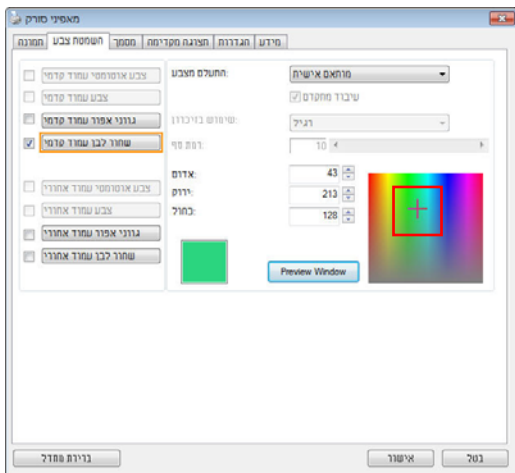 מאפיני סורק
תמונה השמטת צבע מסמך תצוגה מקדימה הגדרות מידע
צבע אוטומטי עמוד קדמי
צבע עמוד קדמי
גווני אפור עמוד קדמי
שחור לבן עמוד קדמי
צבע אוטומטי עמוד אחורי
צבע עמוד אחורי
גווני אפור עמוד אחורי
שחור לבן עמוד אחורי
התעלם מצבע: מותאם אישית
עיבוד מתקדם
שימוש בזיכרון: רגיל
רמת סף: 10
אדום: 43
ירוק: 213
כחול: 128
Preview Window
ברירת מחדל אישור בטל